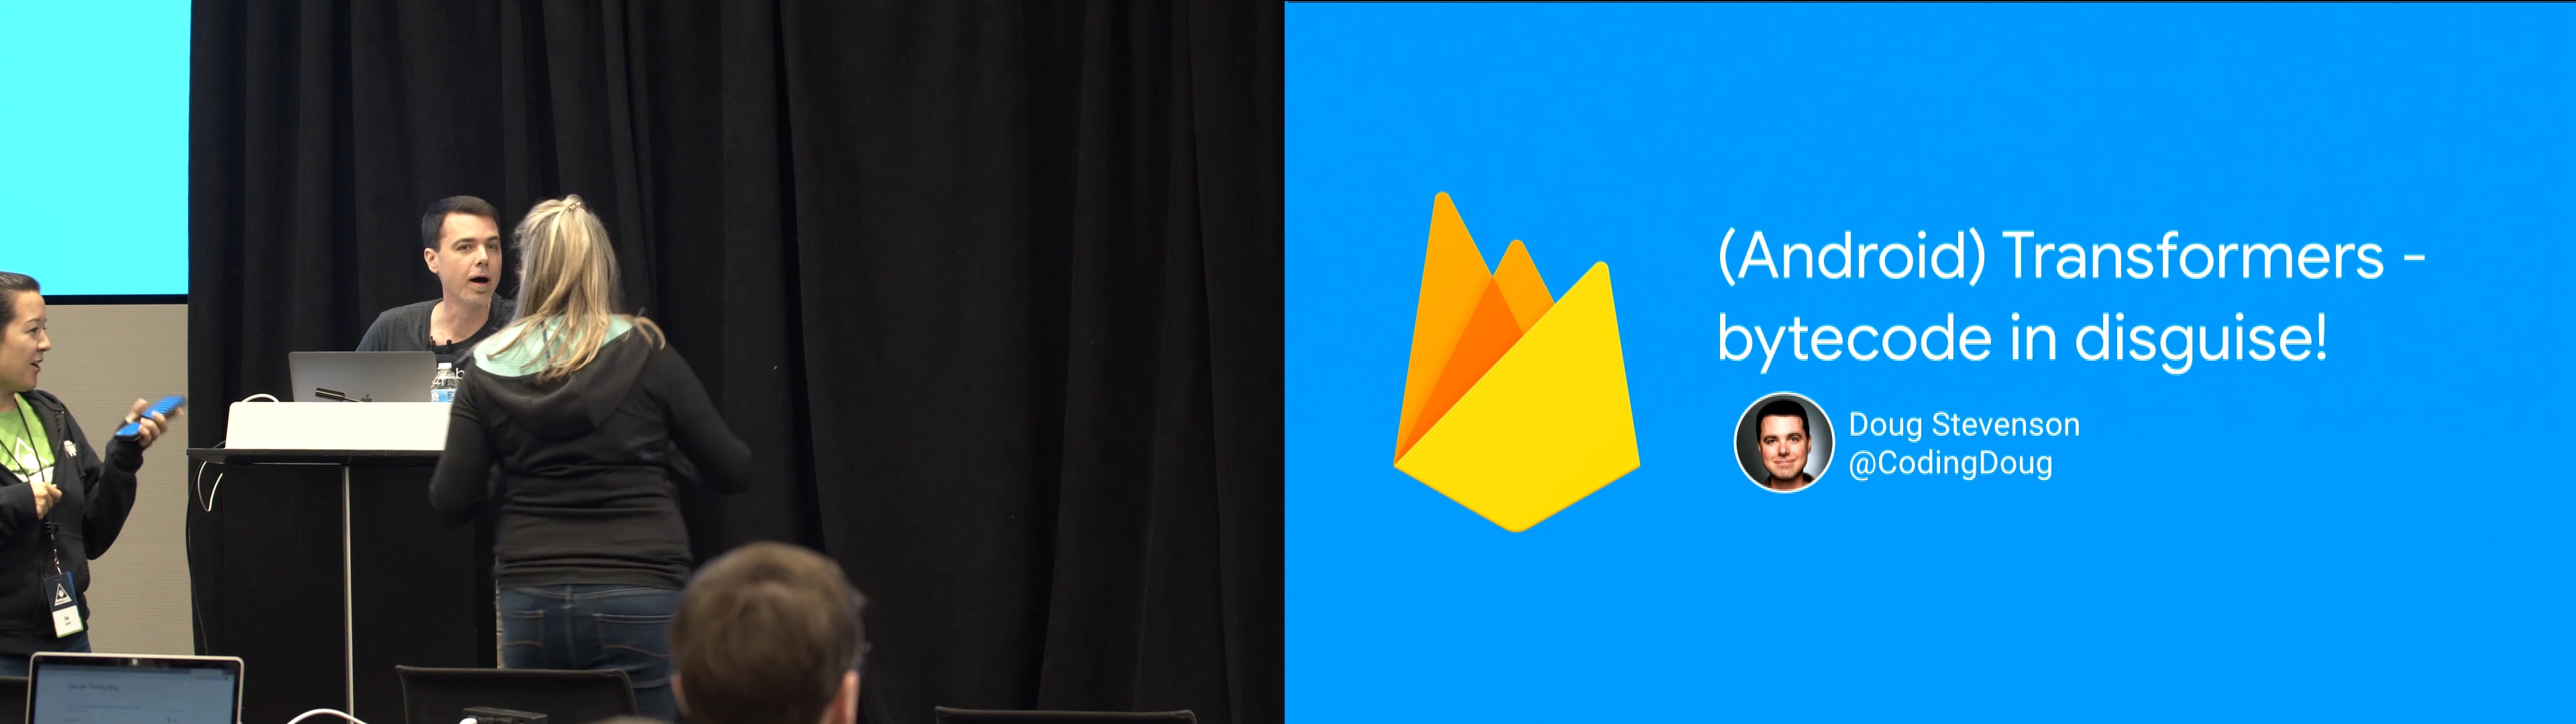 (Android) Transformers -
bytecode in disguise!
Doug Stevenson
@CodingDoug